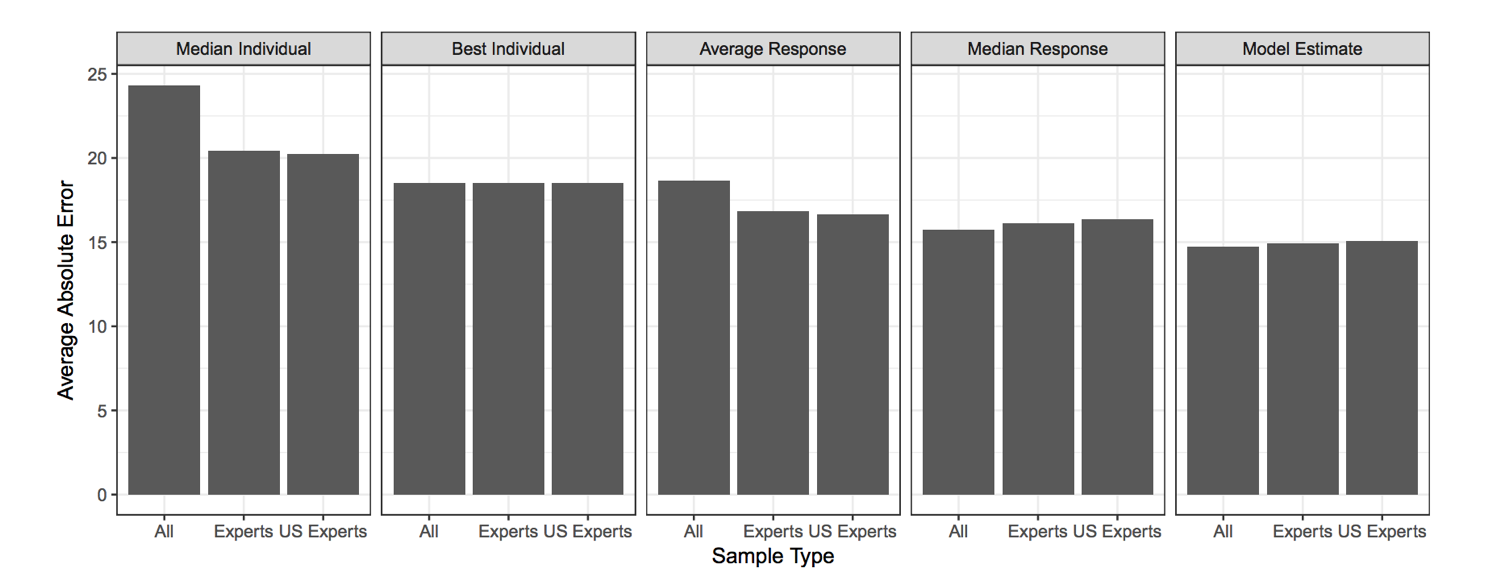 Median Individual
Best Individual
Average Response
Median Response
Model Estimate
Average Absolute Error
25
20
15
10
5
0
All Experts US Experts
All Experts US Experts
All Experts US Experts
All Experts US Experts
All Experts US Experts
Sample Type